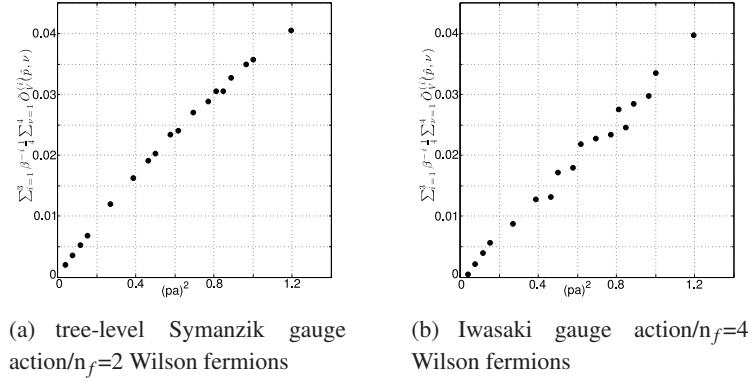 0.04
0.03
0.02
0.01
0
0.4
0.8
1.2
(pa)²
∑³ᵢ₌₁ β⁻ⁱ ¼ ∑⁴ᵥ₌₁ Ô_V^(i)(p̂, ν)
(a) tree-level Symanzik gauge
action/n_f=2 Wilson fermions
0.04
0.03
0.02
0.01
0
0.4
0.8
1.2
(pa)²
∑³ᵢ₌₁ β⁻ⁱ ¼ ∑⁴ᵥ₌₁ Ô_V^(i)(p̂, ν)
(b) Iwasaki gauge action/n_f=4
Wilson fermions